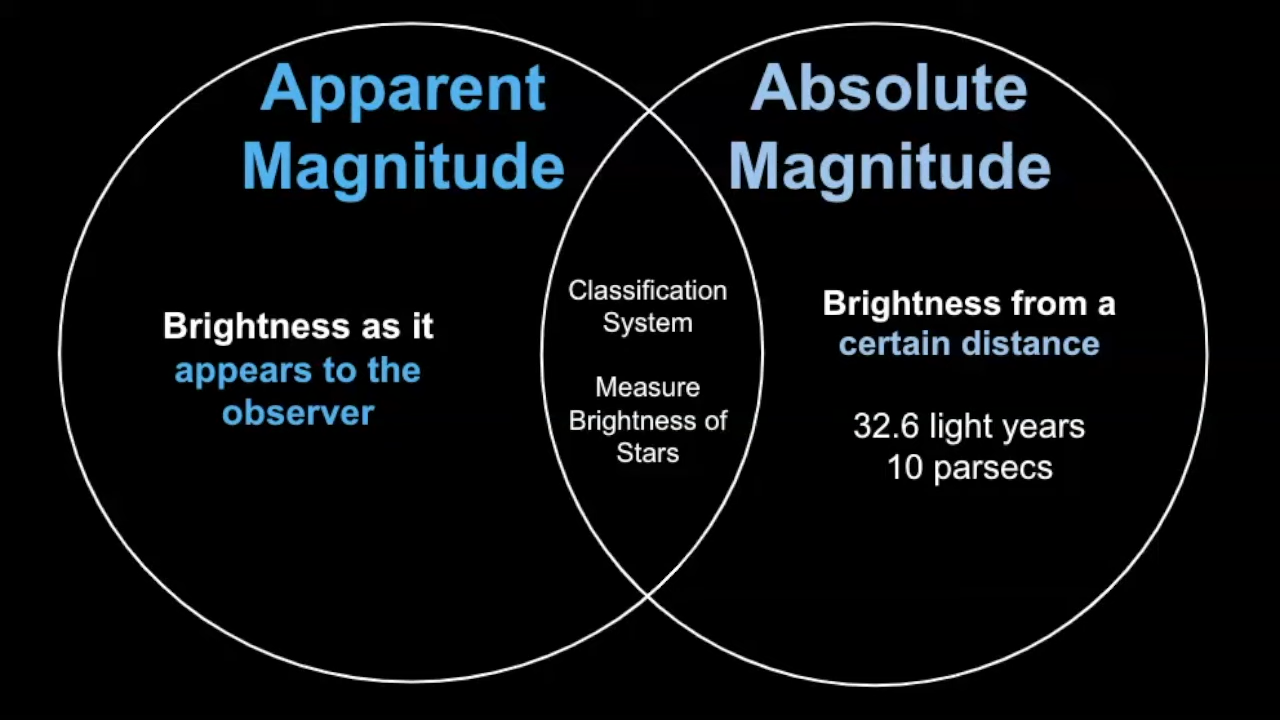 Apparent
Magnitude
Absolute
Magnitude
Brightness as it
appears to the
observer
Classification
System
Measure
Brightness of
Stars
Brightness from a
certain distance
32.6 light years
10 parsecs